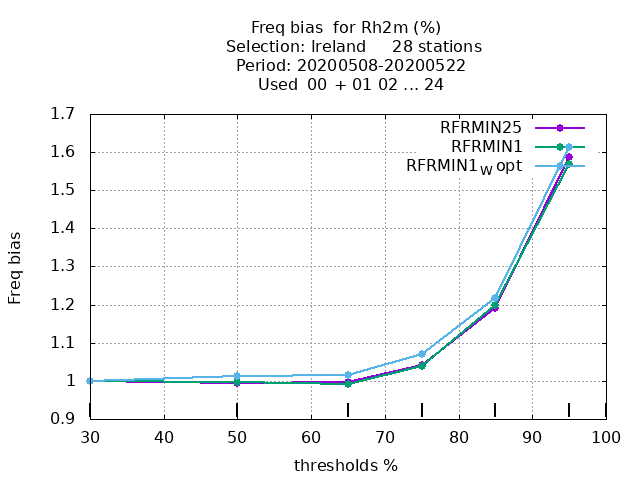 Freq bias  for Rh2m (%)
Selection: Ireland     28 stations
Period: 20200508-20200522
Used  00  + 01 02 ... 24
1.7
1.6
1.5
1.4
1.3
1.2
1.1
1
0.9
Freq bias
RFRMIN25
RFRMIN1
RFRMIN1W opt
30 40 50 60 70 80 90 100
thresholds %